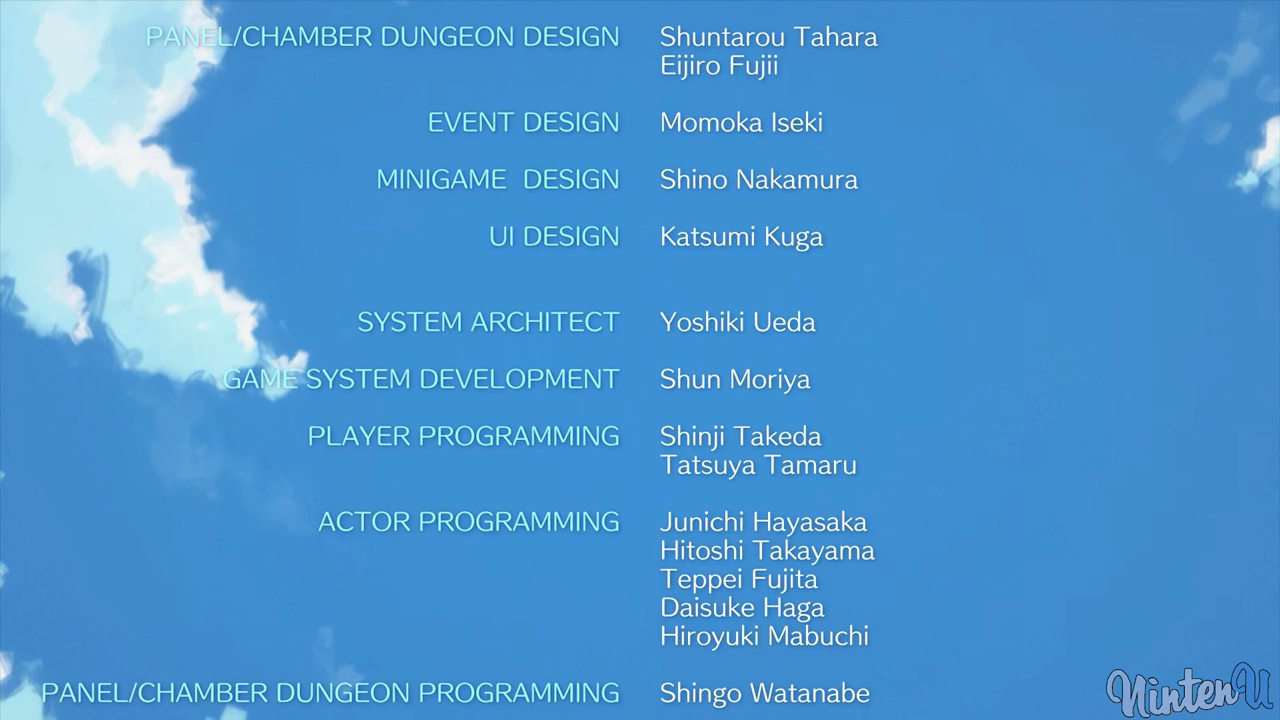 PANEL/CHAMBER DUNGEON DESIGN Shuntarou Tahara
Eijiro Fujii
EVENT DESIGN Momoka Iseki
MINIGAME DESIGN Shino Nakamura
UI DESIGN Katsumi Kuga
SYSTEM ARCHITECT Yoshiki Ueda
GAME SYSTEM DEVELOPMENT Shun Moriya
PLAYER PROGRAMMING Shinji Takeda
Tatsuya Tamaru
ACTOR PROGRAMMING Junichi Hayasaka
Hitoshi Takayama
Teppei Fujita
Daisuke Haga
Hiroyuki Mabuchi
PANEL/CHAMBER DUNGEON PROGRAMMING Shingo Watanabe
NintenU